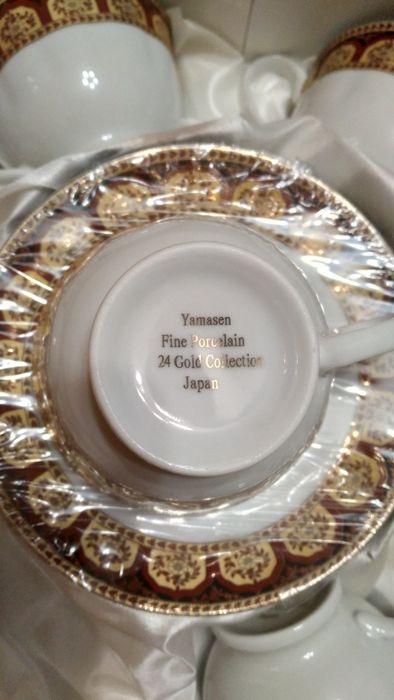 Yamasen
Fine Porcelain
24 Gold Collection
Japan